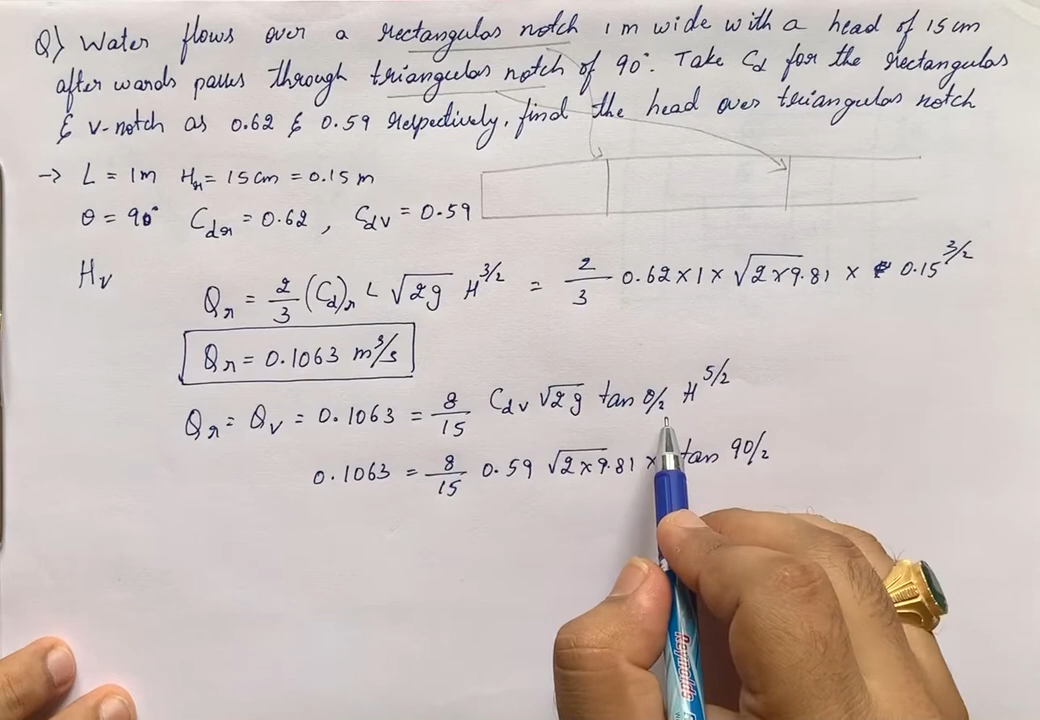 Q) Water flows over a rectangular notch 1 m wide with a head of 15 cm
after wards passes through triangular notch of 90°. Take Cd for the rectangular
& v-notch as 0.62 & 0.59 respectively, find the head over triangular notch
→ L = 1m Hr = 15 cm = 0.15 m
θ = 90° Cdr = 0.62 , Cdv = 0.59
Hv
Qr = 2/3 (Cd)r L √2g H^3/2 = 2/3 0.62 × 1 × √2×9.81 × 0.15^3/2
Qr = 0.1063 m³/s
Qr = Qv = 0.1063 = 8/15 Cdv √2g tan θ/2 H^5/2
0.1063 = 8/15 0.59 √2×9.81 × tan 90/2
Reynolds